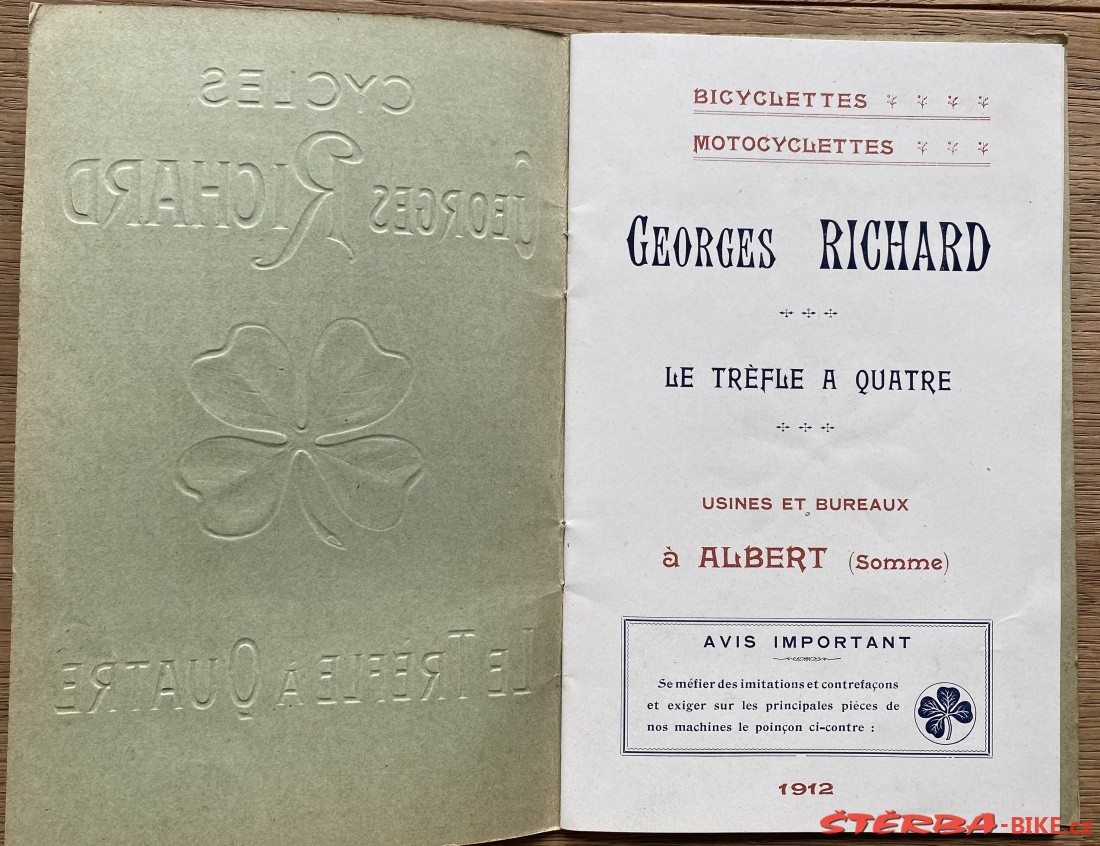 CYCLES
GEORGES RICHARD
LE TRÈFLE A QUATRE
BICYCLETTES
MOTOCYCLETTES
GEORGES RICHARD
LE TRÈFLE A QUATRE
USINES ET BUREAUX
à ALBERT (Somme)
AVIS IMPORTANT
Se méfier des imitations et contrefaçons
et exiger sur les principales pièces de
nos machines le poinçon ci-contre :
1912
ŠTĚRBA-BIKE.cz